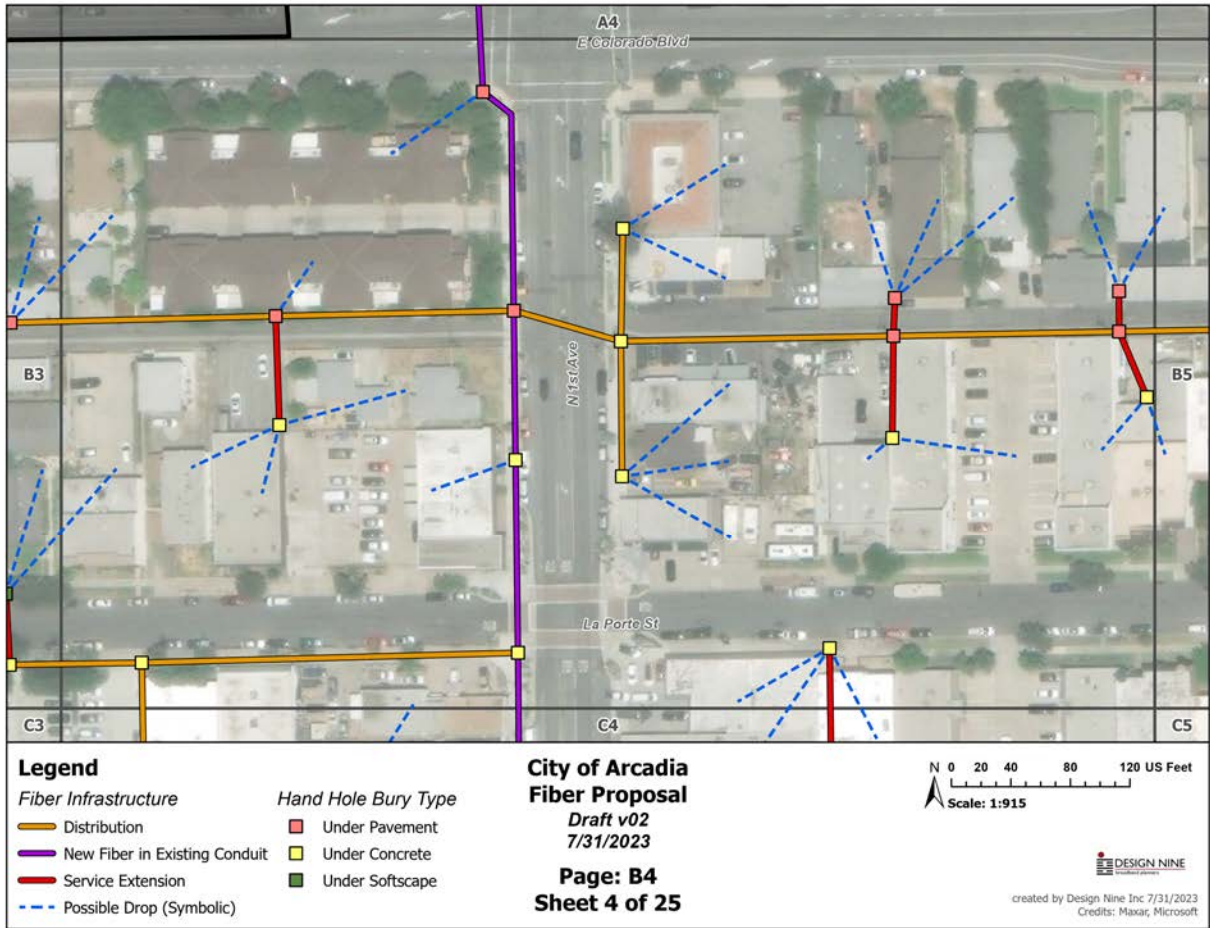 A4
E Colorado Blvd
N 1st Ave
B3
B5
La Porte St
C3
C4
C5
Legend
Fiber Infrastructure
Distribution
New Fiber in Existing Conduit
Service Extension
Possible Drop (Symbolic)
Hand Hole Bury Type
Under Pavement
Under Concrete
Under Softscape
City of Arcadia
Fiber Proposal
Draft v02
7/31/2023
Page: B4
Sheet 4 of 25
N 0 20 40 80 120 US Feet
Scale: 1:915
DESIGN NINE
broadband planners
created by Design Nine Inc 7/31/2023
Credits: Maxar, Microsoft